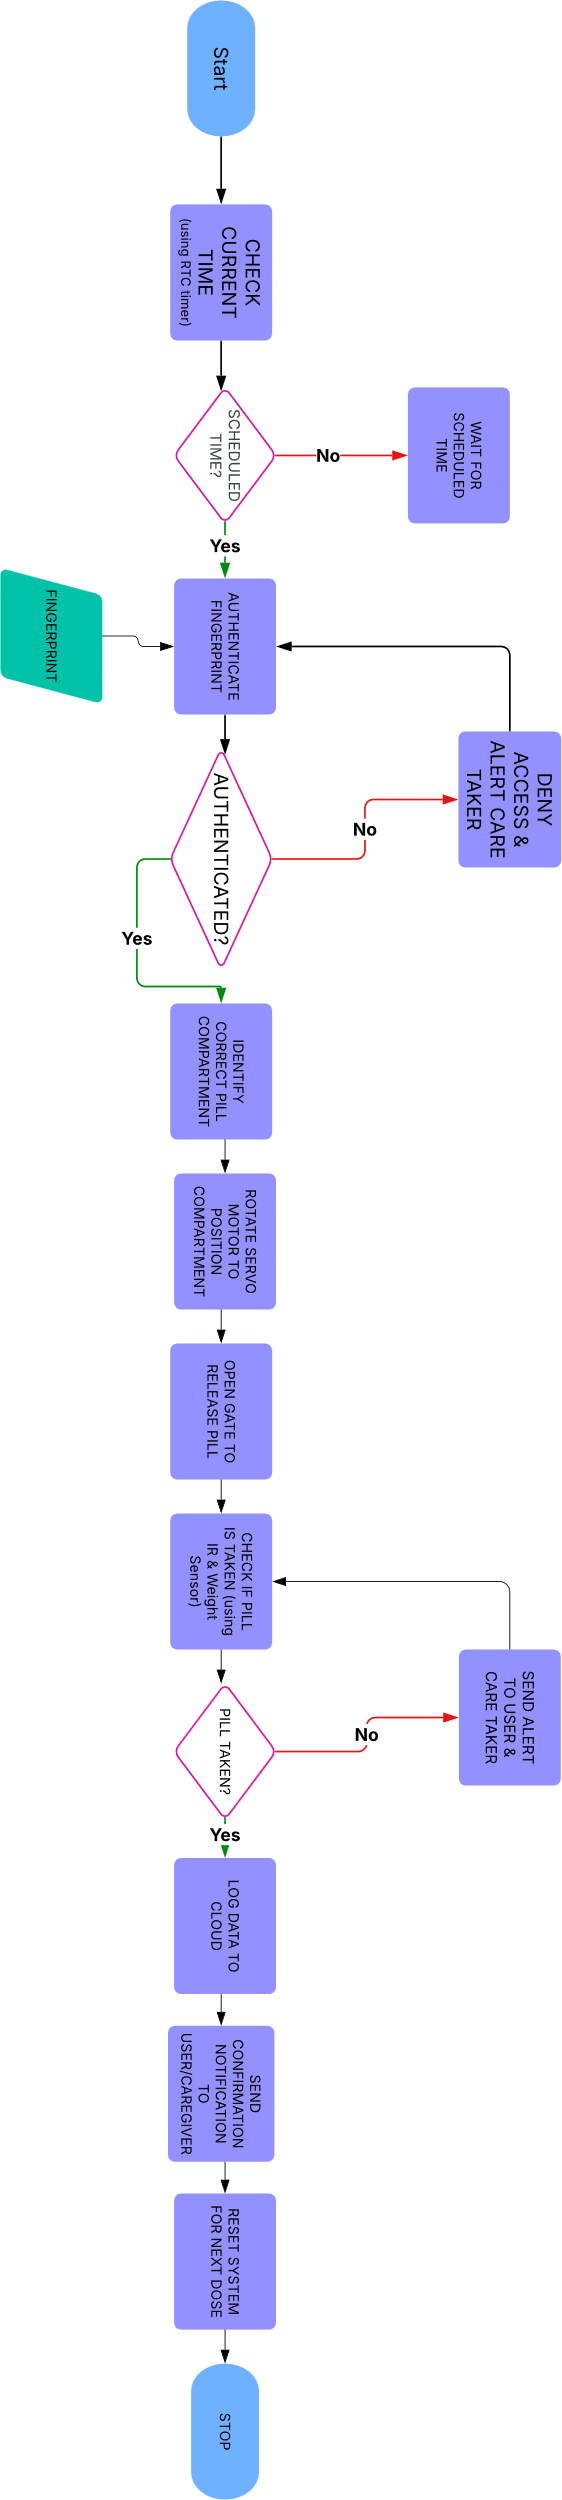 Start
CHECK
CURRENT
TIME
(using RTC timer)
SCHEDULED
TIME?
No
WAIT FOR
SCHEDULED
TIME
Yes
FINGERPRINT
AUTHENTICATE
FINGERPRINT
DENY
ACCESS &
ALERT CARE
TAKER
No
AUTHENTICATED?
Yes
IDENTIFY
CORRECT PILL
COMPARTMENT
ROTATE SERVO
MOTOR TO
POSITION
COMPARTMENT
OPEN GATE TO
RELEASE PILL
CHECK IF PILL
IS TAKEN (using
IR & Weight
Sensor)
SEND ALERT
TO USER &
CARE TAKER
No
PILL TAKEN?
Yes
LOG DATA TO
CLOUD
SEND
CONFIRMATION
NOTIFICATION
TO
USER/CAREGIVER
RESET SYSTEM
FOR NEXT DOSE
STOP